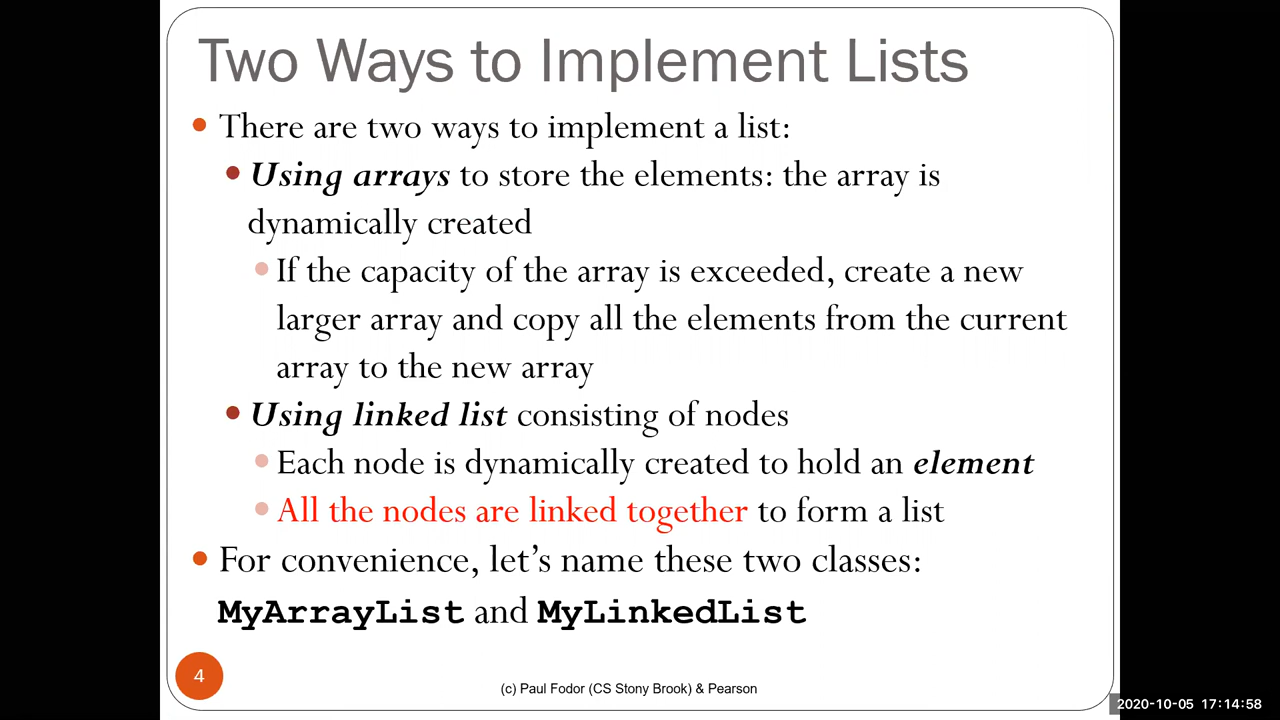 Two Ways to Implement Lists
There are two ways to implement a list:
Using arrays to store the elements: the array is
dynamically created
If the capacity of the array is exceeded, create a new
larger array and copy all the elements from the current
array to the new array
Using linked list consisting of nodes
Each node is dynamically created to hold an element
All the nodes are linked together to form a list
For convenience, let’s name these two classes:
MyArrayList and MyLinkedList
4
(c) Paul Fodor (CS Stony Brook) & Pearson
2020-10-05 17:14:58